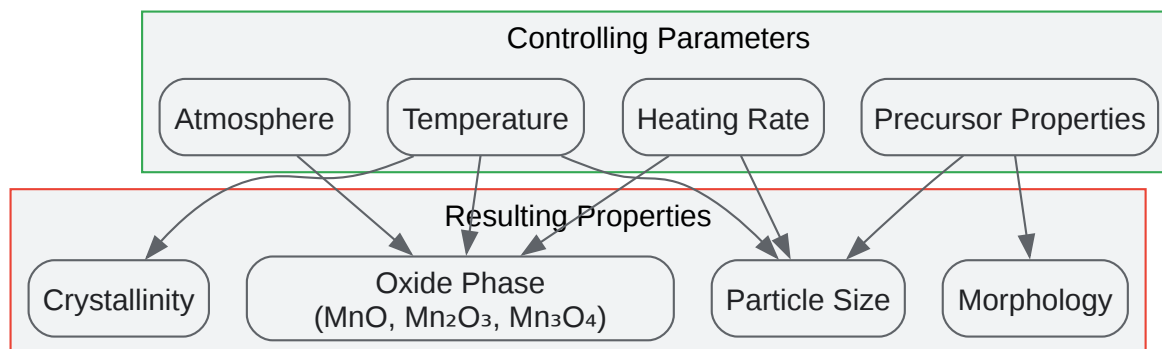 Controlling Parameters
Atmosphere
Temperature
Heating Rate
Precursor Properties
Resulting Properties
Crystallinity
Oxide Phase
(MnO, Mn₂O₃, Mn₃O₄)
Particle Size
Morphology